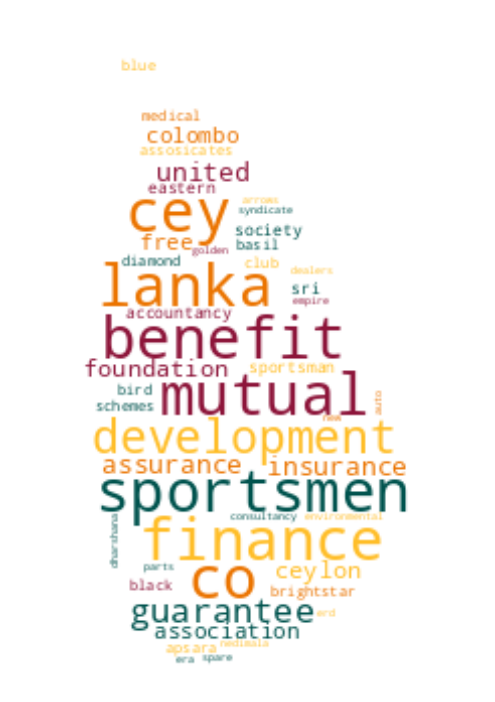 blue
medical
colombo
assosicates
united
eastern
arroms
cey
syndicate
society
free
basil
golden
diamond
club
dealers
lanka
sri
empire
accountancy
benefit
foundation
sportsman
mutual
bird
auto
schemes
new
development
assurance
insurance
sportsmen
consultancy
environmental
dharshana
finance
parts
co
ceylon
black
brightstar
guarantee
erd
association
nedimala
apsara
era
spare